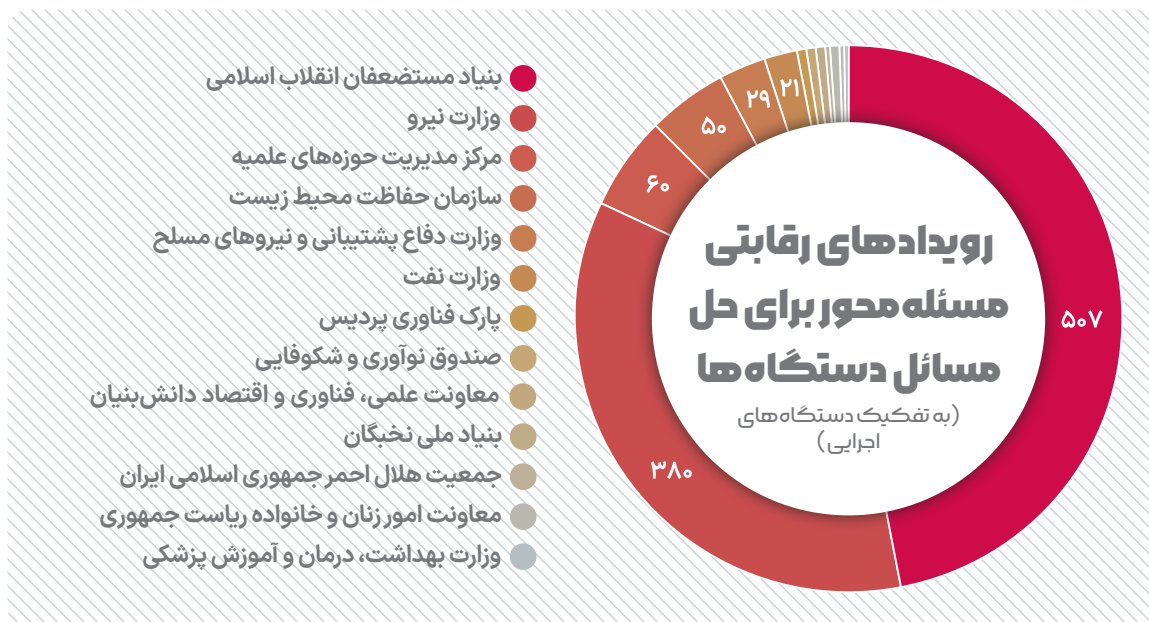 رویدادهای رقابتی
مسئله‌محور برای حل
مسائل دستگاه‌ها
(به تفکیک دستگاه‌های
اجرایی)
۵۰۷
۳۸۰
۶۰
۵۰
۲۹
۲۱
بنیاد مستضعفان انقلاب اسلامی
وزارت نیرو
مرکز مدیریت حوزه‌های علمیه
سازمان حفاظت محیط زیست
وزارت دفاع پشتیبانی و نیروهای مسلح
وزارت نفت
پارک فناوری پردیس
صندوق نوآوری و شکوفایی
معاونت علمی، فناوری و اقتصاد دانش‌بنیان
بنیاد ملی نخبگان
جمعیت هلال احمر جمهوری اسلامی ایران
معاونت امور زنان و خانواده ریاست جمهوری
وزارت بهداشت، درمان و آموزش پزشکی